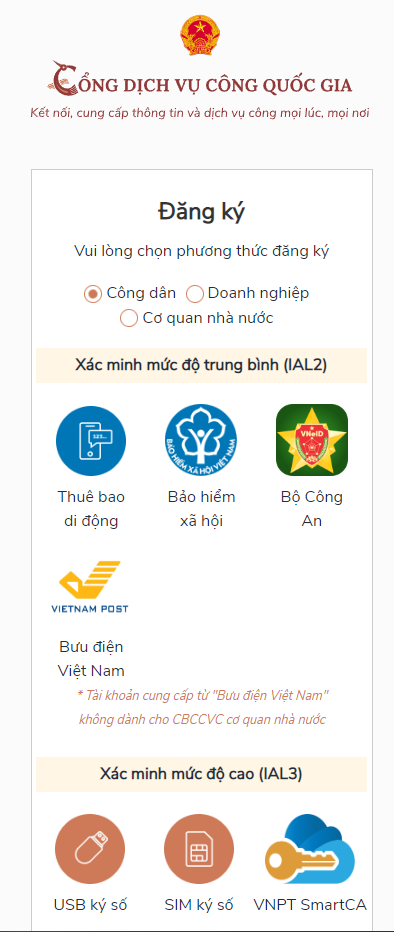 CỔNG DỊCH VỤ CÔNG QUỐC GIA
Kết nối, cung cấp thông tin và dịch vụ công mọi lúc, mọi nơi
Đăng ký
Vui lòng chọn phương thức đăng ký
Công dân Doanh nghiệp
Cơ quan nhà nước
Xác minh mức độ trung bình (IAL2)
123...
BẢO HIỂM XÃ HỘI VIỆT NAM
VNeID
Thuê bao
di động
Bảo hiểm
xã hội
Bộ Công
An
VIETNAM POST
Bưu điện
Việt Nam
* Tài khoản cung cấp từ "Bưu điện Việt Nam"
không dành cho CBCCVC cơ quan nhà nước
Xác minh mức độ cao (IAL3)
USB ký số
SIM ký số
VNPT SmartCA